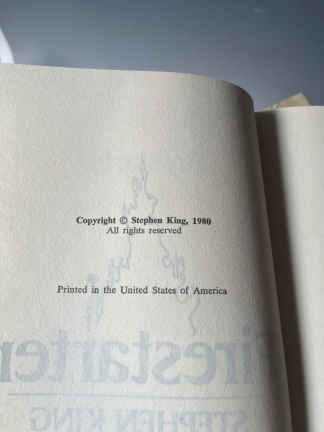 Copyright © Stephen King, 1980
All rights reserved
Printed in the United States of America
Firestarter
STEPHEN KING